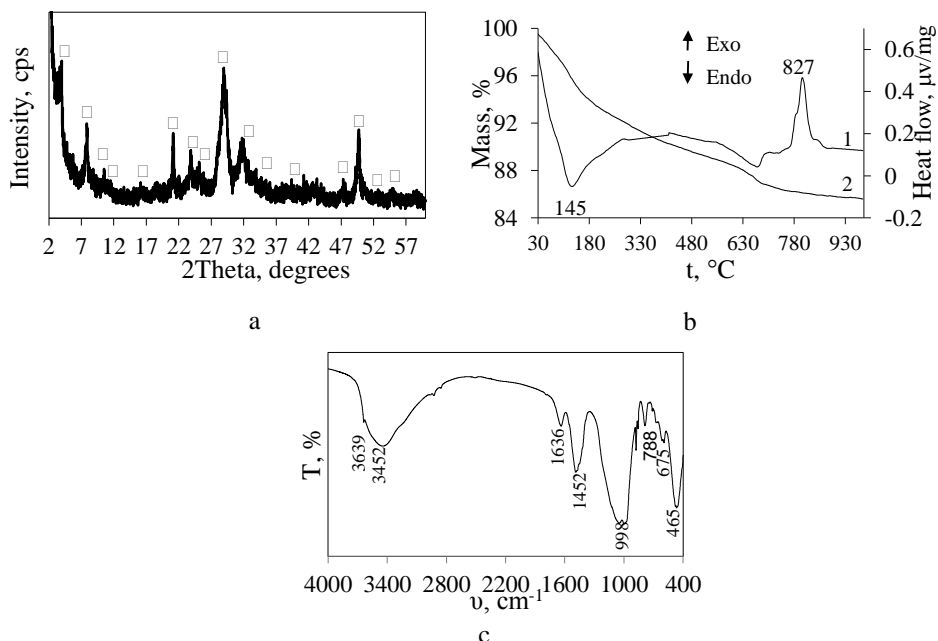 Intensity, cps
2 7 12 17 22 27 32 37 42 47 52 57
2Theta, degrees
a
Mass, %
100
96
92
88
84
Exo
Endo
827
145
1
2
0.6
0.4
0.2
0
-0.2
Heat flow, μv/mg
30 180 330 480 630 780 930
t, °C
b
T, %
3639
3452
1636
1452
998
788
675
465
4000 3400 2800 2200 1600 1000 400
υ, cm-1
c